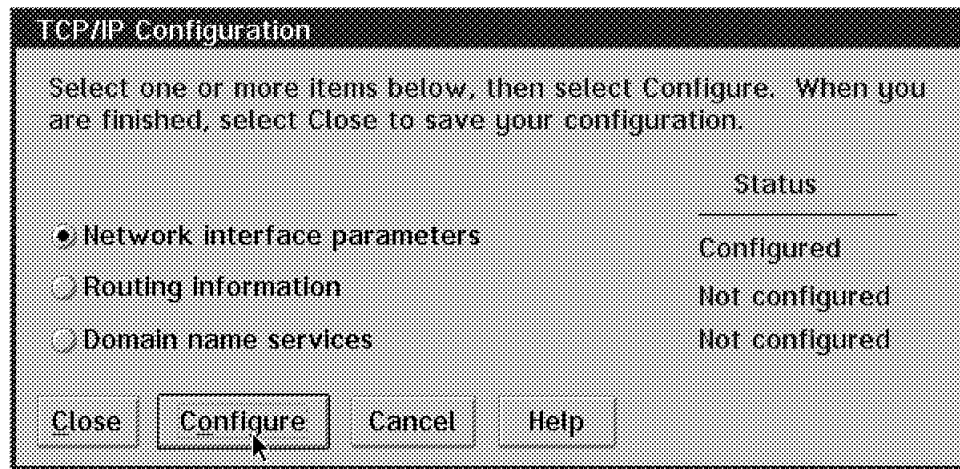 TCP/IP Configuration
Select one or more items below, then select Configure. When you
are finished, select Close to save your configuration.
Status
Network interface parameters
Configured
Routing information
Not configured
Domain name services
Not configured
Close
Configure
Cancel
Help